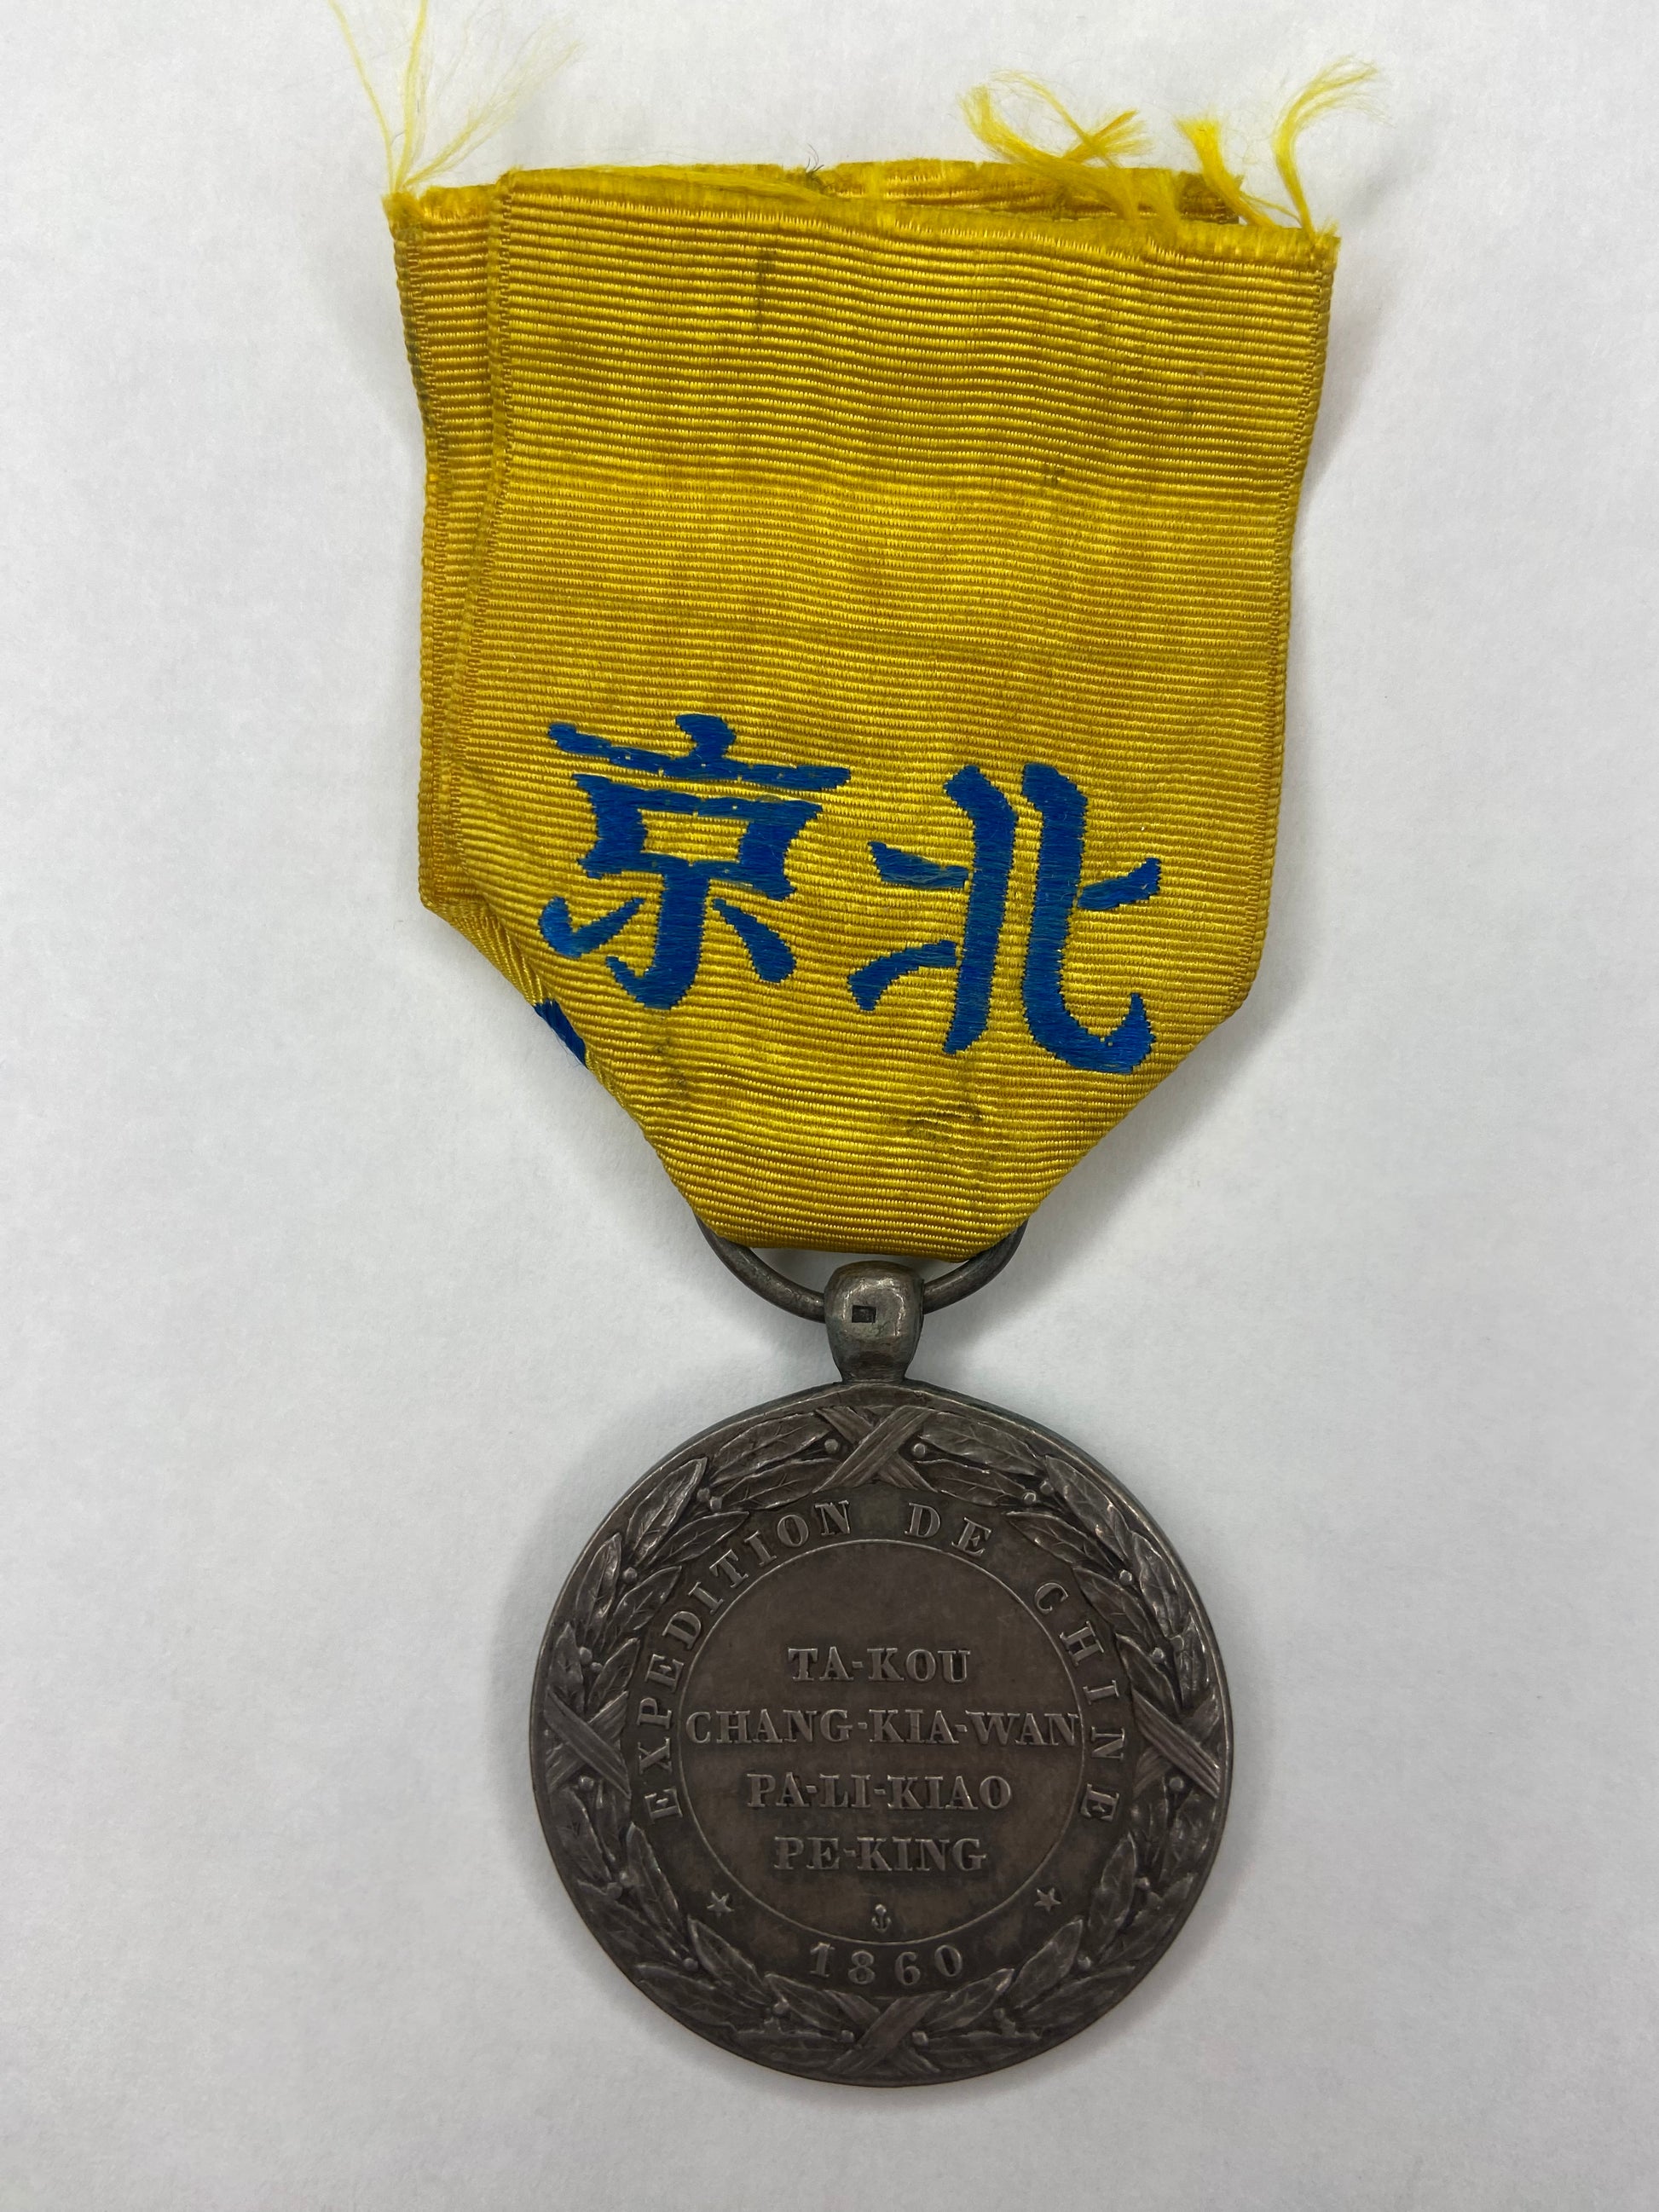 北京
EXPEDITION DE CHINE
TA-KOU
CHANG-KIA-WAN
PA-LI-KIAO
PE-KING
1860